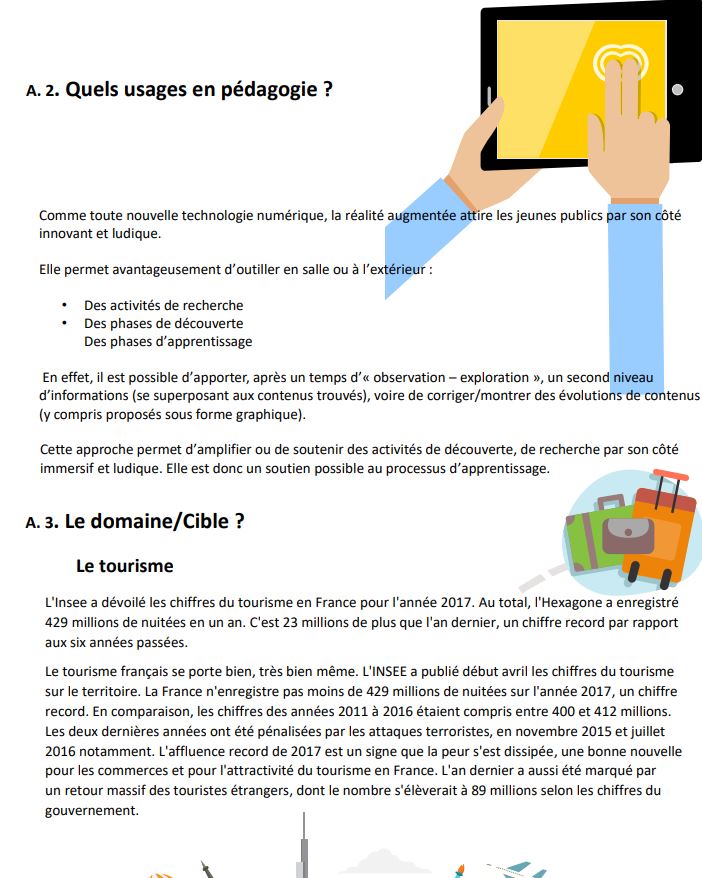 A. 2. Quels usages en pédagogie ?
Comme toute nouvelle technologie numérique, la réalité augmentée attire les jeunes publics par son côté
innovant et ludique.
Elle permet avantageusement d’outiller en salle ou à l’extérieur :
• Des activités de recherche
• Des phases de découverte
Des phases d’apprentissage
En effet, il est possible d’apporter, après un temps d’« observation – exploration », un second niveau
d’informations (se superposant aux contenus trouvés), voire de corriger/montrer des évolutions de contenus
(y compris proposés sous forme graphique).
Cette approche permet d’amplifier ou de soutenir des activités de découverte, de recherche par son côté
immersif et ludique. Elle est donc un soutien possible au processus d’apprentissage.
A. 3. Le domaine/Cible ?
Le tourisme
L'Insee a dévoilé les chiffres du tourisme en France pour l'année 2017. Au total, l'Hexagone a enregistré
429 millions de nuitées en un an. C'est 23 millions de plus que l'an dernier, un chiffre record par rapport
aux six années passées.
Le tourisme français se porte bien, très bien même. L'INSEE a publié début avril les chiffres du tourisme
sur le territoire. La France n'enregistre pas moins de 429 millions de nuitées sur l'année 2017, un chiffre
record. En comparaison, les chiffres des années 2011 à 2016 étaient compris entre 400 et 412 millions.
Les deux dernières années ont été pénalisées par les attaques terroristes, en novembre 2015 et juillet
2016 notamment. L'affluence record de 2017 est un signe que la peur s'est dissipée, une bonne nouvelle
pour les commerces et pour l'attractivité du tourisme en France. L'an dernier a aussi été marqué par
un retour massif des touristes étrangers, dont le nombre s'élèverait à 89 millions selon les chiffres du
gouvernement.